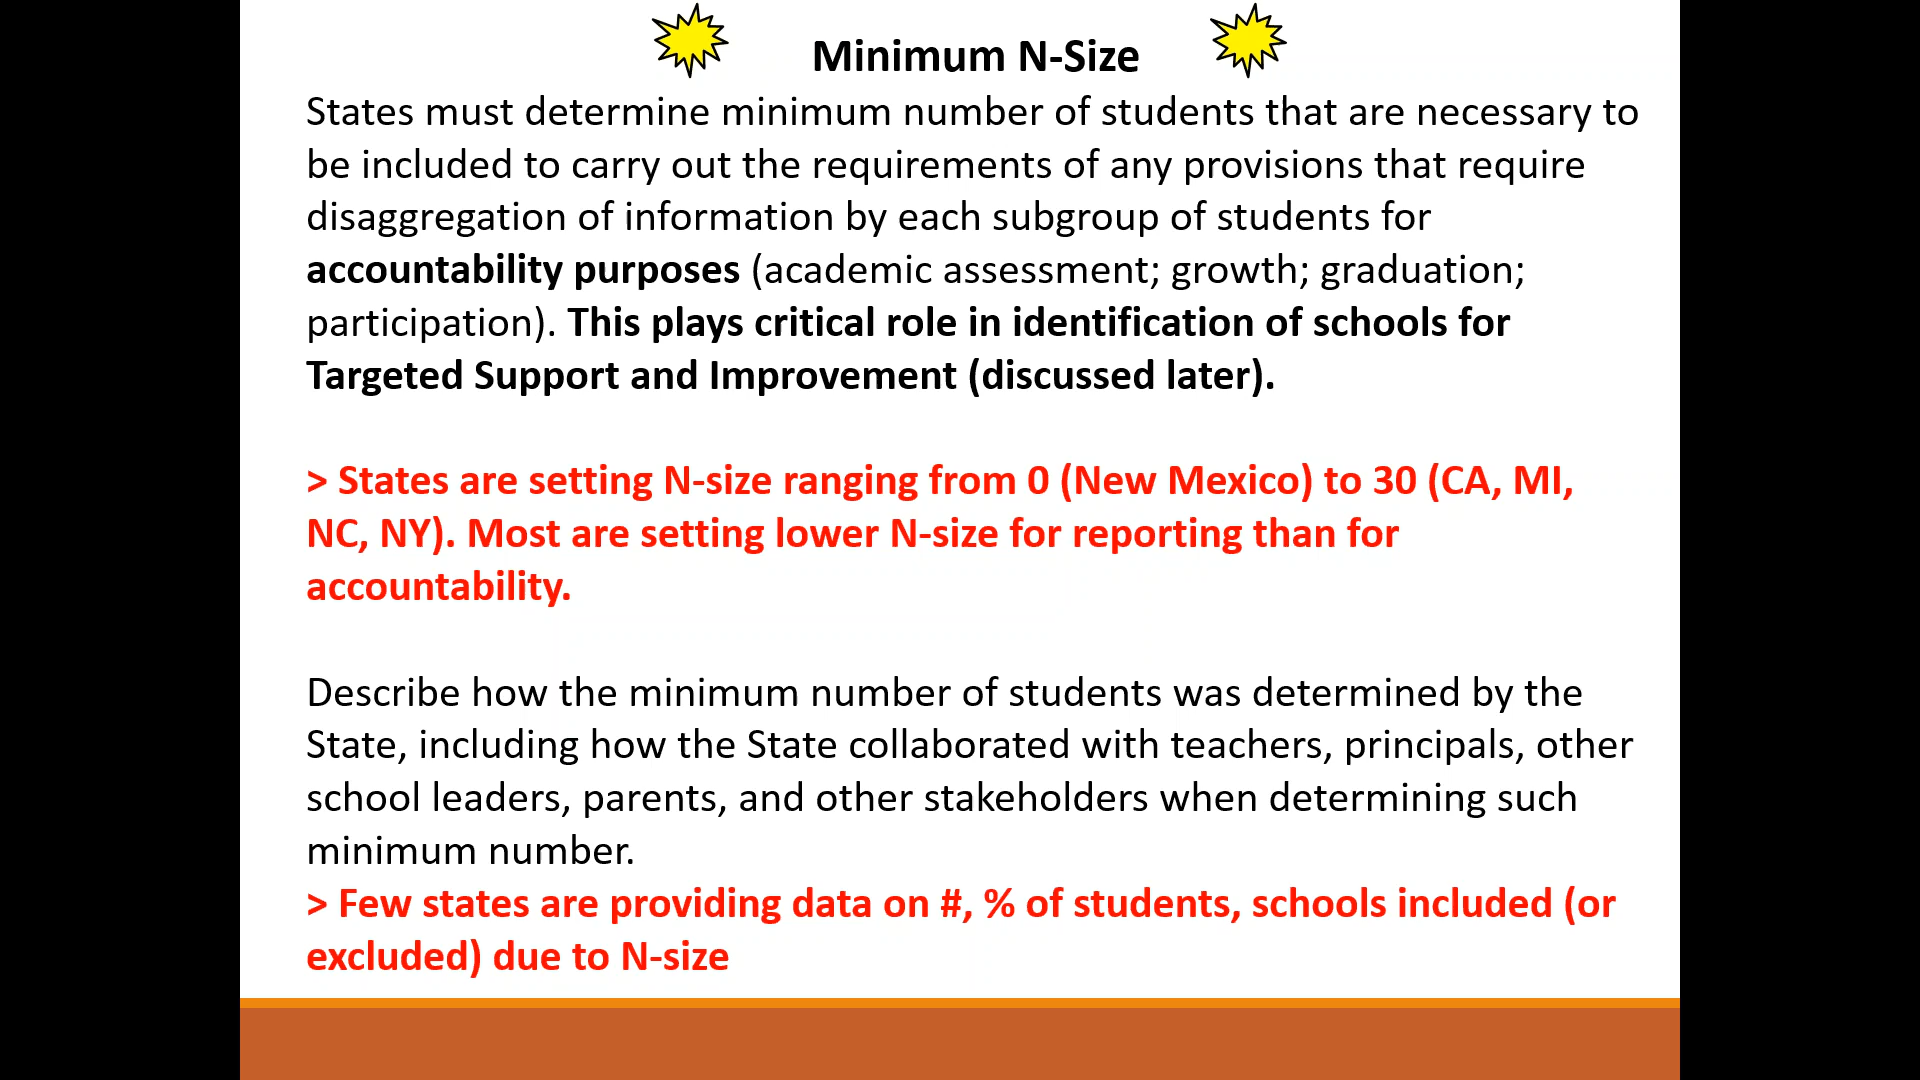 Minimum N-Size
States must determine minimum number of students that are necessary to
be included to carry out the requirements of any provisions that require
disaggregation of information by each subgroup of students for
accountability purposes (academic assessment; growth; graduation;
participation). This plays critical role in identification of schools for
Targeted Support and Improvement (discussed later).
> States are setting N-size ranging from 0 (New Mexico) to 30 (CA, MI,
NC, NY). Most are setting lower N-size for reporting than for
accountability.
Describe how the minimum number of students was determined by the
State, including how the State collaborated with teachers, principals, other
school leaders, parents, and other stakeholders when determining such
minimum number.
> Few states are providing data on #, % of students, schools included (or
excluded) due to N-size